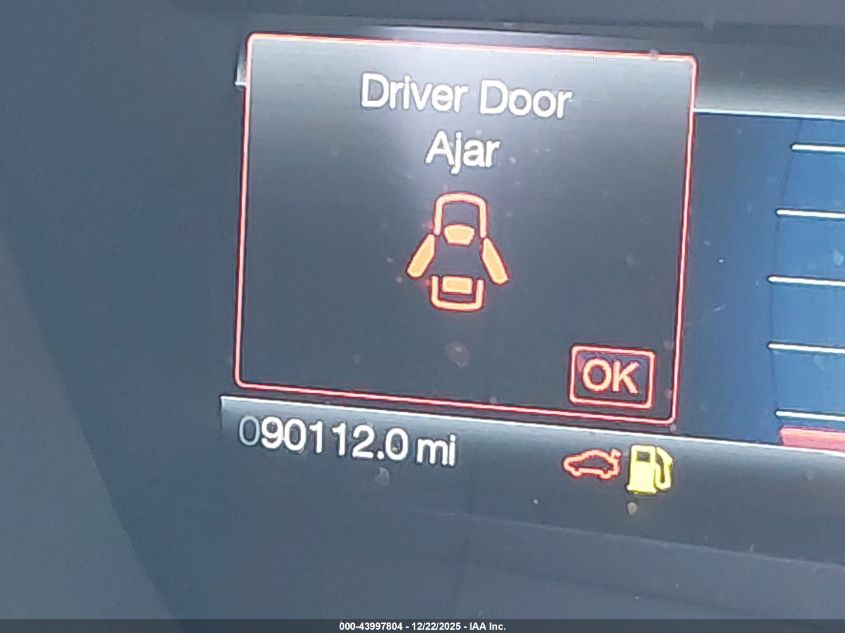 Driver Door
Ajar
OK
090112.0 mi
000-43997804 - 12/22/2025 - IAA Inc.